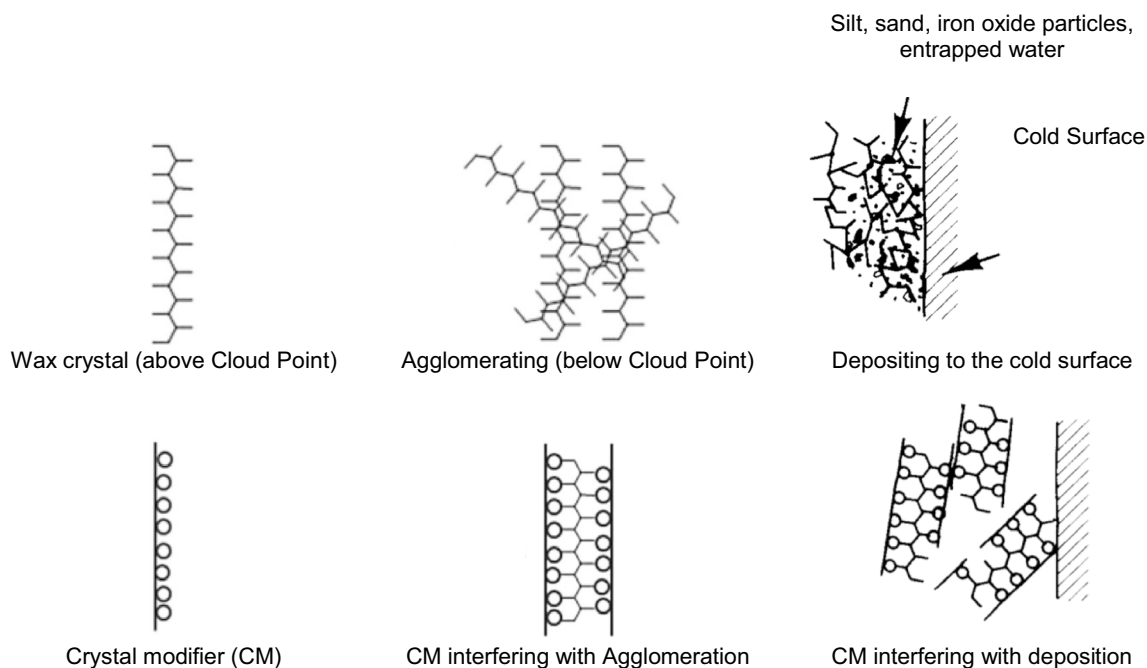 Silt, sand, iron oxide particles,
entrapped water
Cold Surface
Wax crystal (above Cloud Point)
Agglomerating (below Cloud Point)
Depositing to the cold surface
Crystal modifier (CM)
CM interfering with Agglomeration
CM interfering with deposition